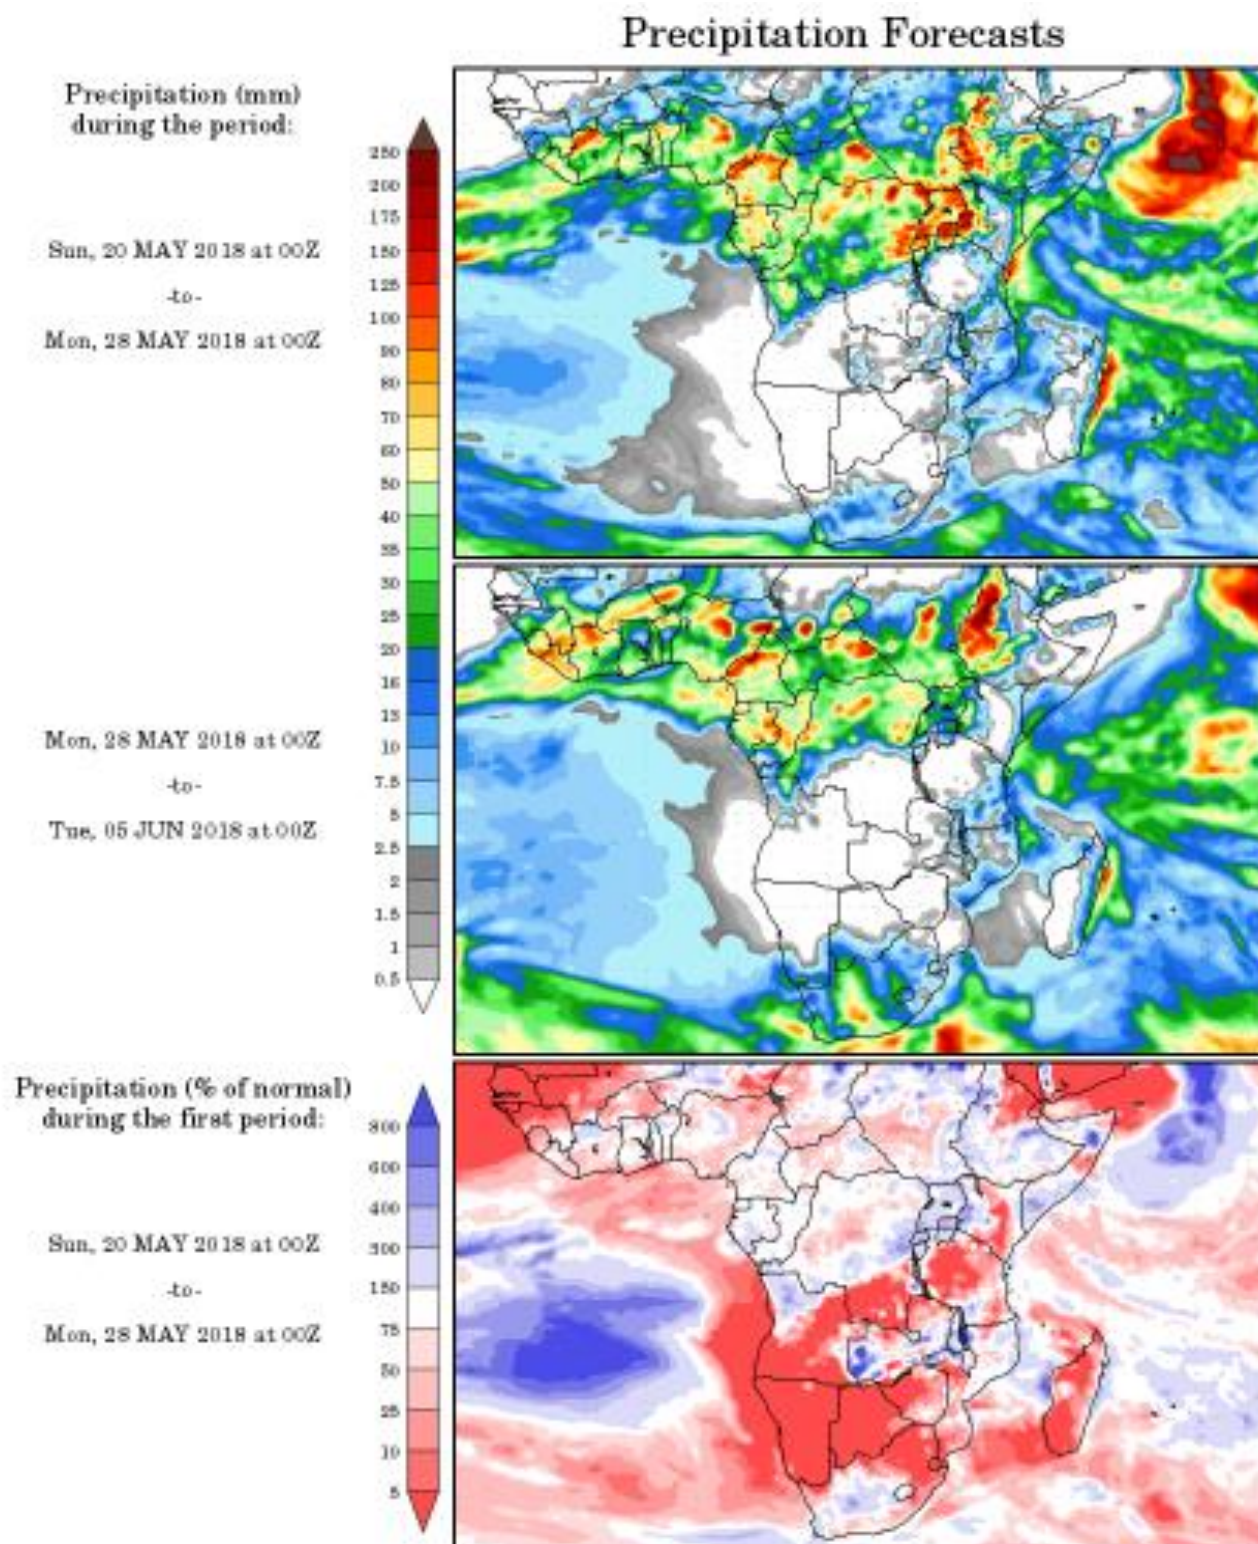 Precipitation Forecasts
Precipitation (mm)
during the period:
Sun, 20 MAY 2018 at 00Z
-to-
Mon, 28 MAY 2018 at 00Z
250
200
175
150
125
100
90
80
70
60
50
40
35
30
25
20
16
13
10
7.5
5
2.5
2
1.5
1
0.5
Mon, 28 MAY 2018 at 00Z
-to-
Tue, 05 JUN 2018 at 00Z
Precipitation (% of normal)
during the first period:
Sun, 20 MAY 2018 at 00Z
-to-
Mon, 28 MAY 2018 at 00Z
800
600
400
300
150
75
50
25
10
5